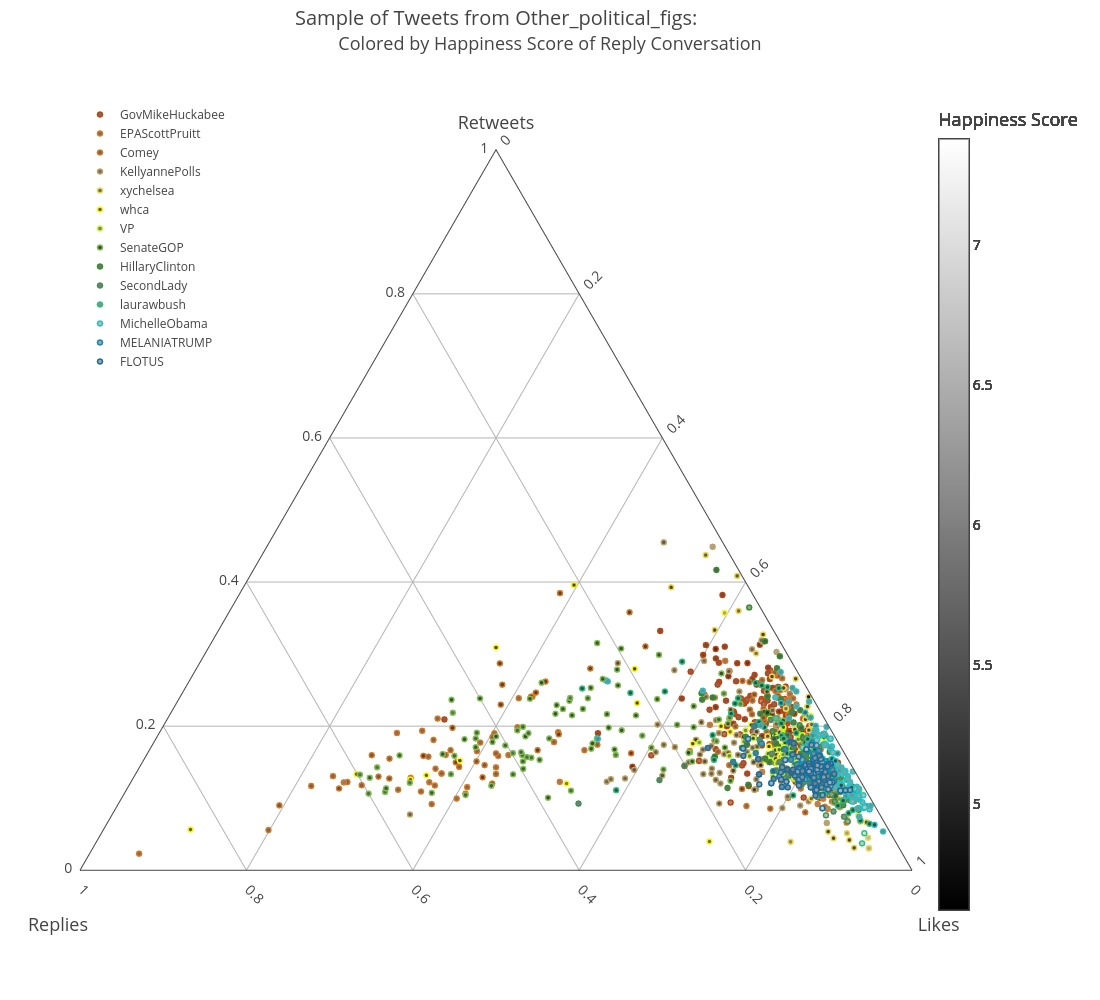 Sample of Tweets from Other_political_figs:
Colored by Happiness Score of Reply Conversation
GovMikeHuckabee
EPAScottPruitt
Comey
KellyannePolls
xychelsea
whca
VP
SenateGOP
HillaryClinton
SecondLady
laurawbush
MichelleObama
MELANIATRUMP
FLOTUS
Retweets
1
0
0.8
0.2
0.6
0.4
0.4
0.6
0.2
0.8
0
1
1
0.8
0.6
0.4
0.2
0
Replies
Likes
Happiness Score
7
6.5
6
5.5
5